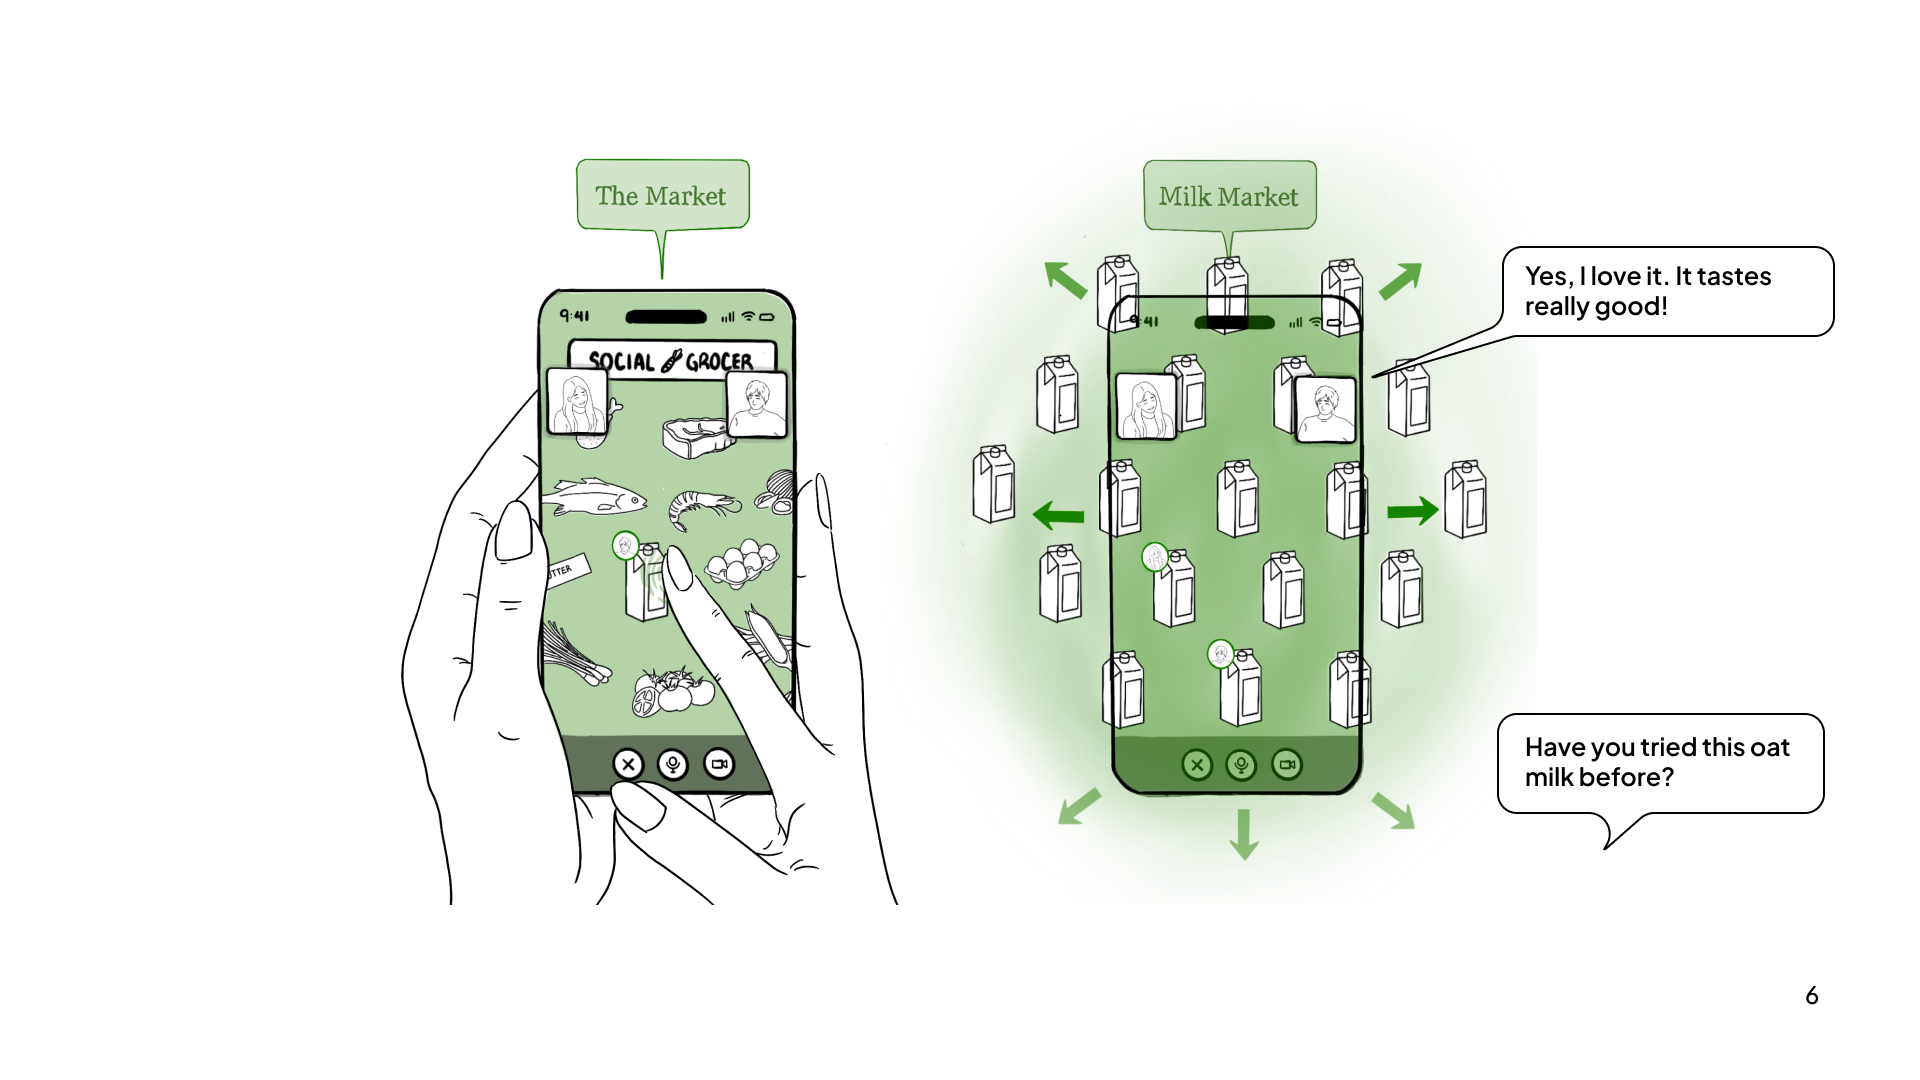 The Market
9:41
SOCIAL GROCER
UTTER
Milk Market
9:41
Yes, I love it. It tastes
really good!
Have you tried this oat
milk before?
6